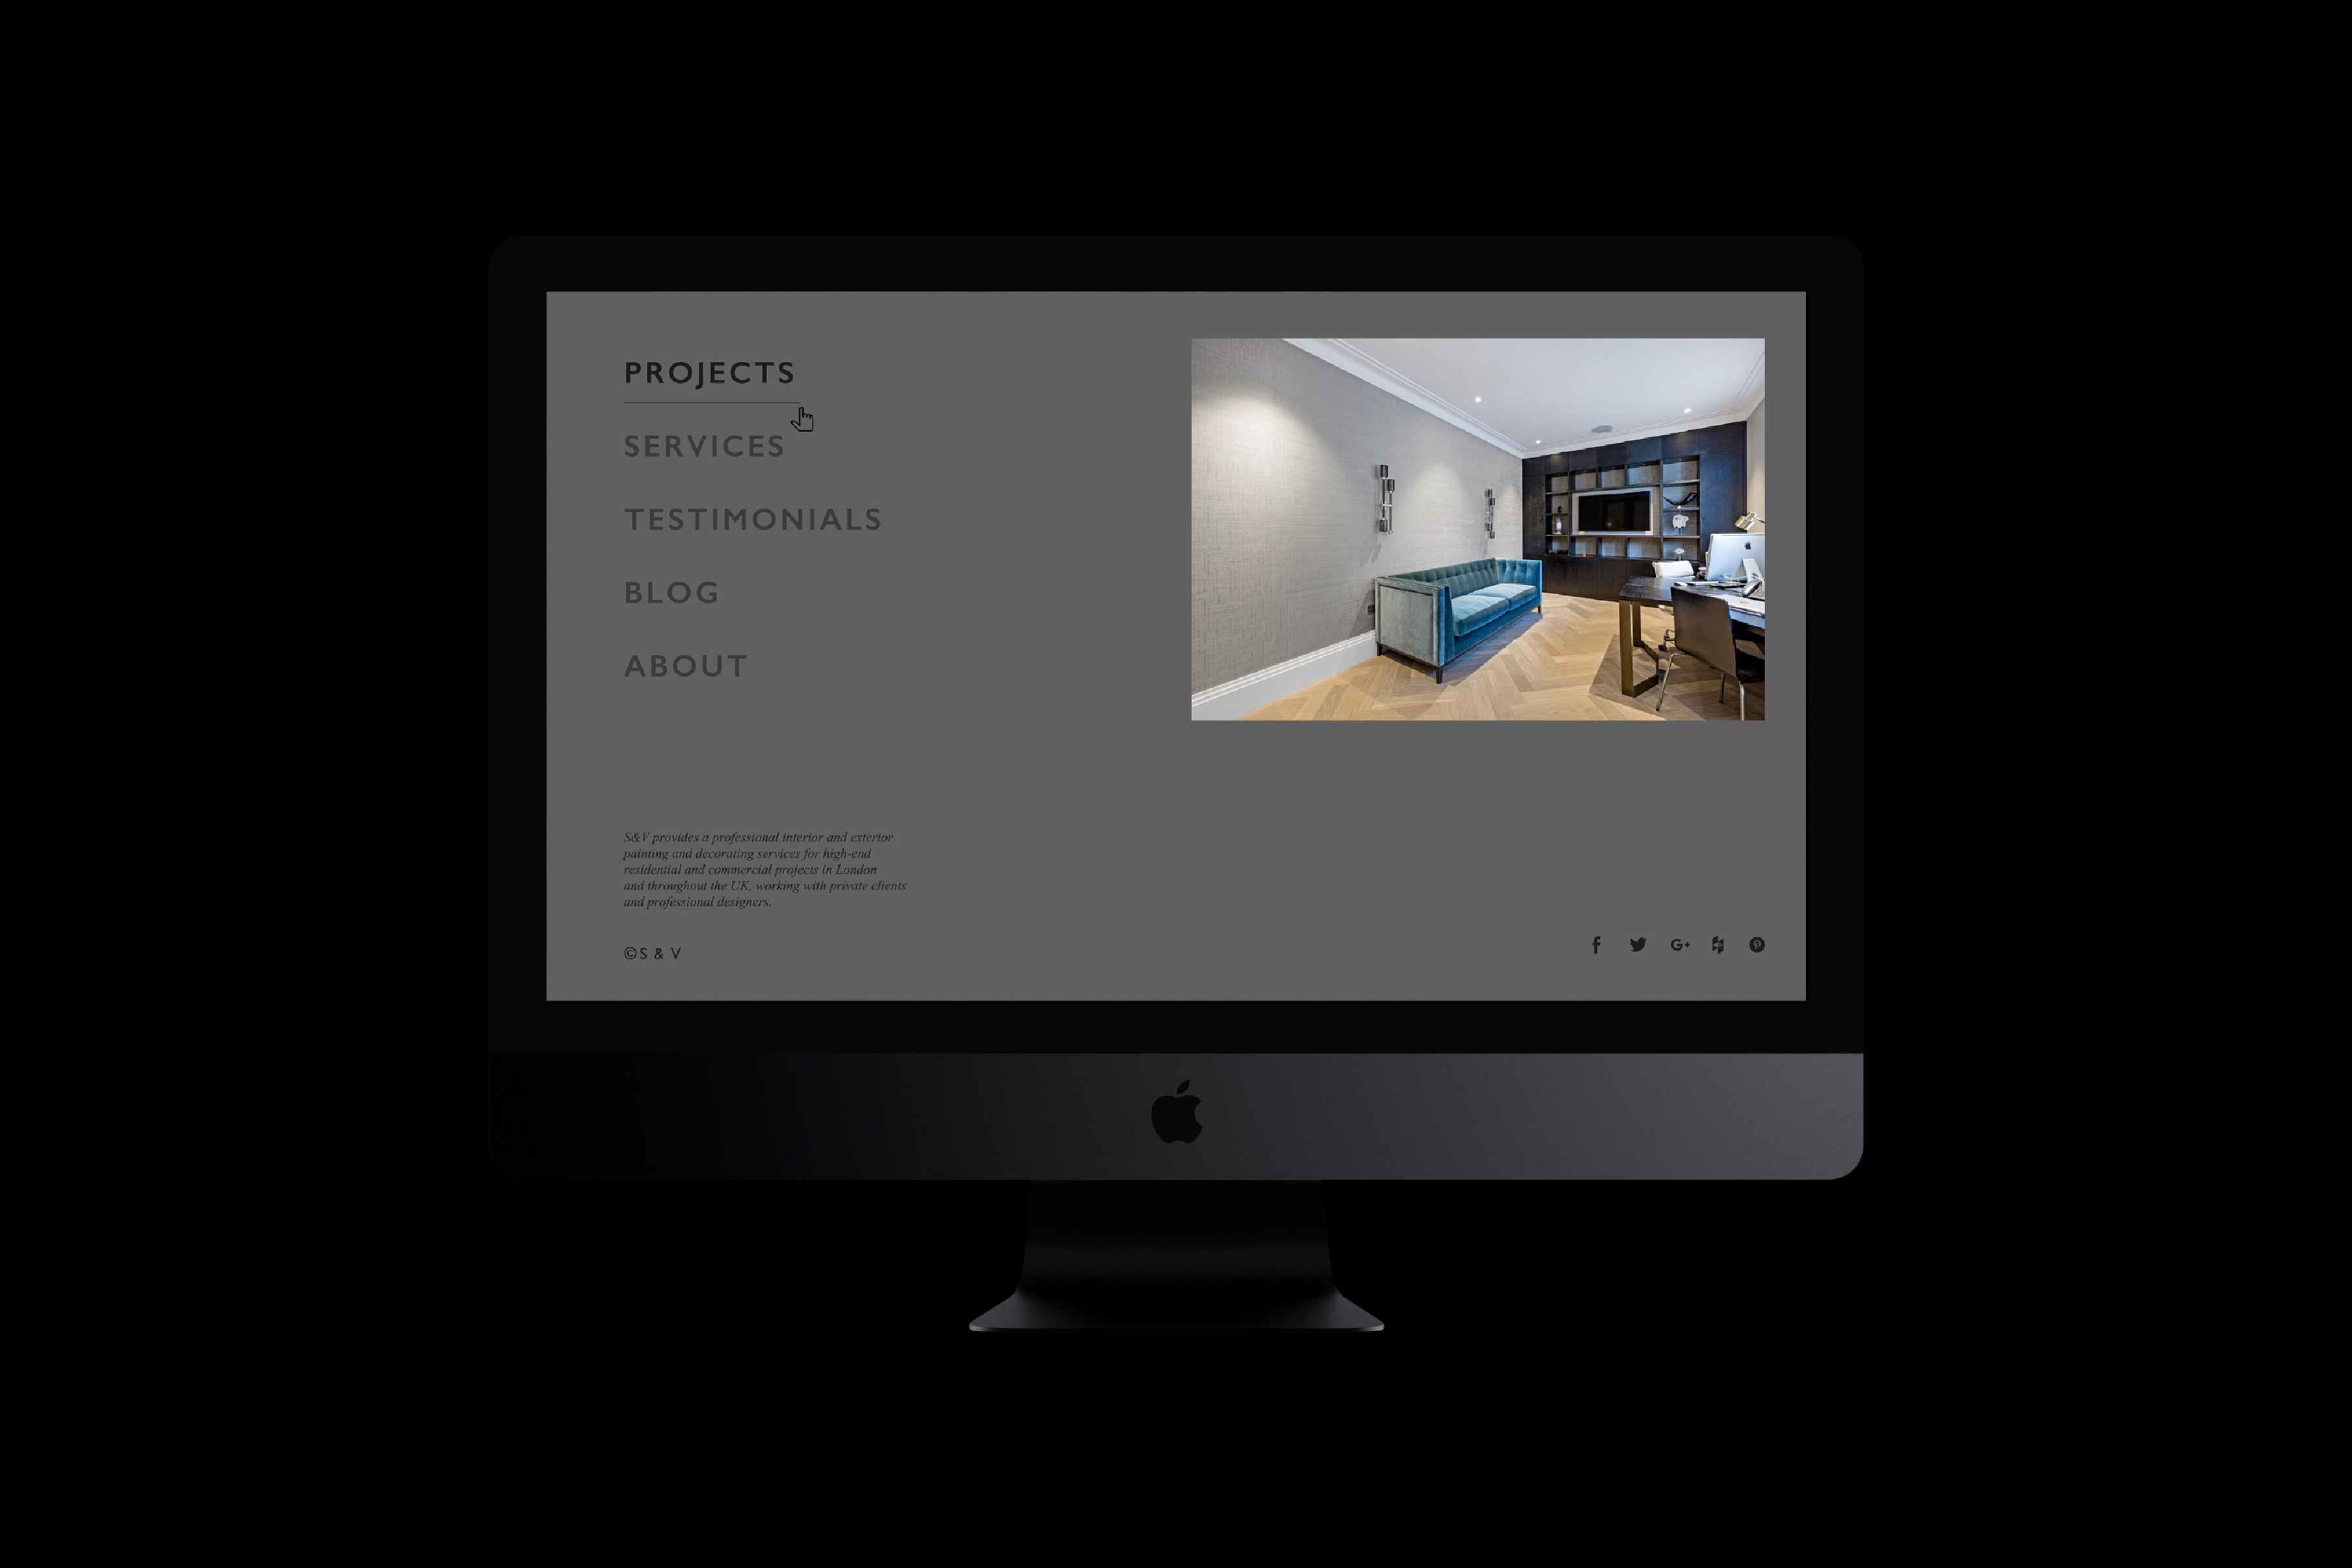 PROJECTS
SERVICES
TESTIMONIALS
BLOG
ABOUT
S&V provides a professional interior and exterior
painting and decorating services for high-end
residential and commercial projects in London
and throughout the UK, working with private clients
and professional designers.
©S & V